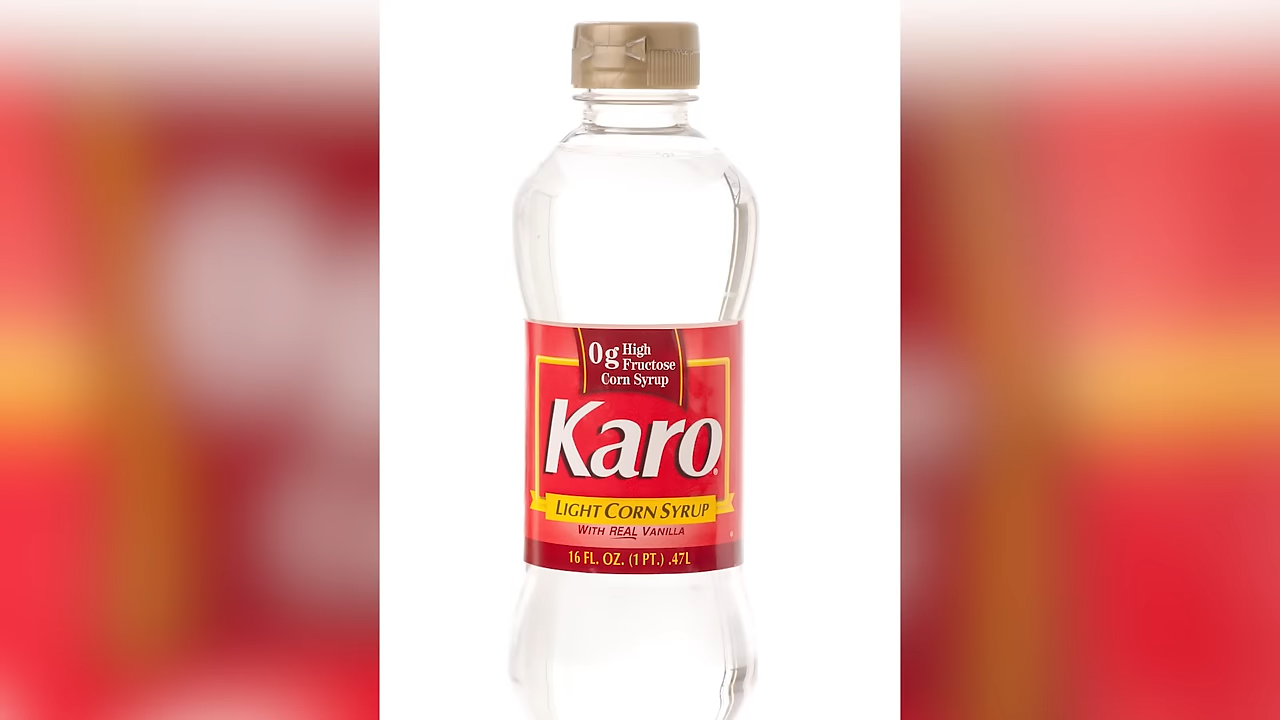 0g High
Fructose
Corn Syrup
Karo®
LIGHT CORN SYRUP
WITH REAL VANILLA
16 FL. OZ. (1 PT.) .47L